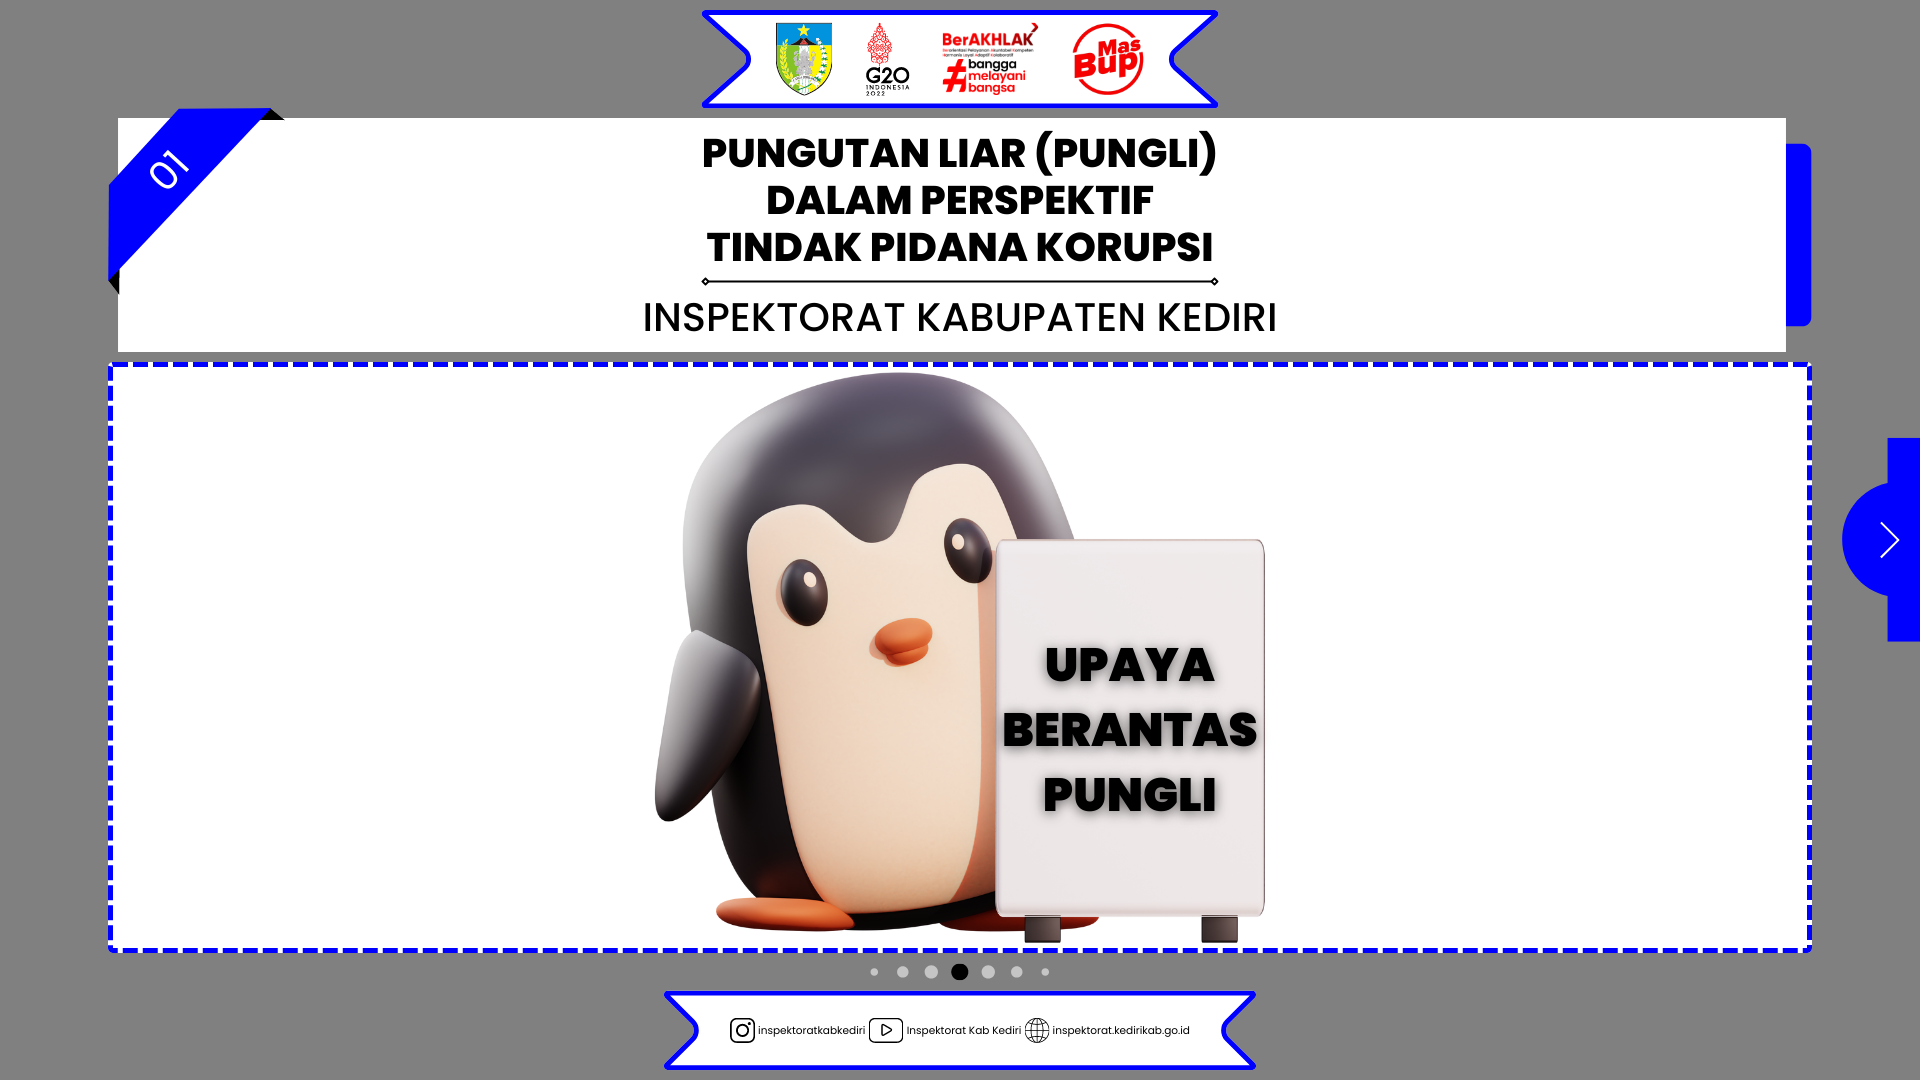 G20
INDONESIA
2022
BerAKHLAK
#bangga
melayani
bangsa
Mas
Bup
01
PUNGUTAN LIAR (PUNGLI)
DALAM PERSPEKTIF
TINDAK PIDANA KORUPSI
INSPEKTORAT KABUPATEN KEDIRI
UPAYA
BERANTAS
PUNGLI
inspektoratkabkediri Inspektorat Kab Kediri inspektorat.kedirikab.go.id